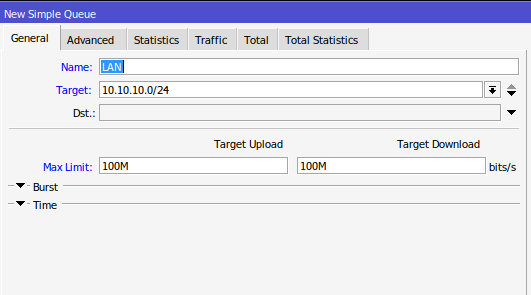 New Simple Queue
General Advanced Statistics Traffic Total Total Statistics
Name: LAN
Target: 10.10.10.0/24
Dst.:
Target Upload Target Download
Max Limit: 100M 100M bits/s
Burst
Time